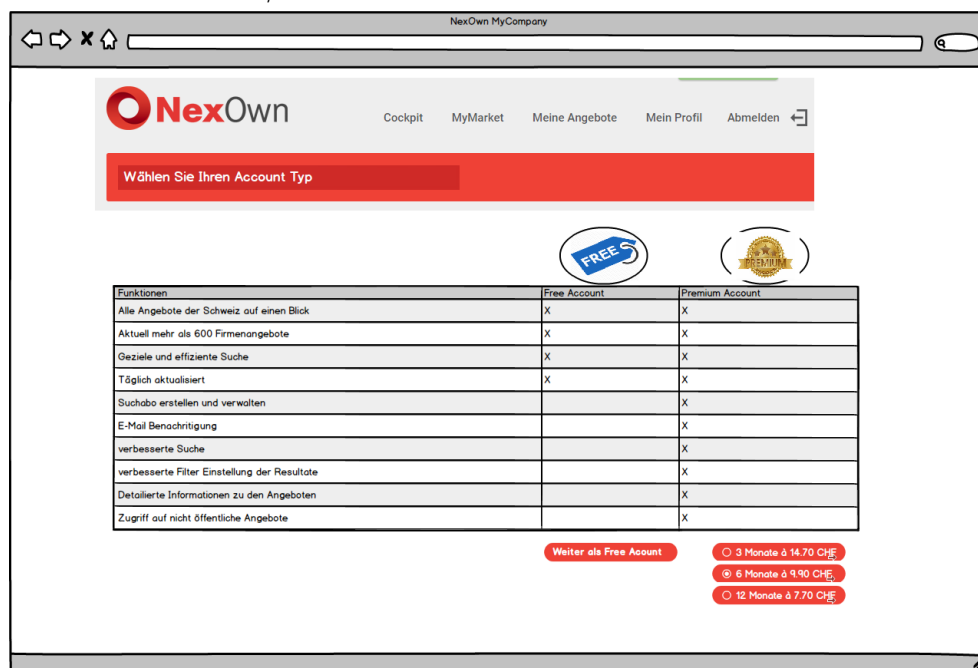 NexOwn MyCompany
NexOwn
Cockpit MyMarket Meine Angebote Mein Profil Abmelden
Wählen Sie Ihren Account Typ
FREE PREMIUM
Funktionen Free Account Premium Account
Alle Angebote der Schweiz auf einen Blick X X
Aktuell mehr als 600 Firmenangebote X X
Geziele und effiziente Suche X X
Täglich aktualisiert X X
Suchabo erstellen und verwalten X
E-Mail Benachritigung X
verbesserte Suche X
verbesserte Filter Einstellung der Resultate X
Detailierte Informationen zu den Angeboten X
Zugriff auf nicht öffentliche Angebote X
Weiter als Free Acount 3 Monate à 14.70 CHF
6 Monate à 9.90 CHF
12 Monate à 7.70 CHF